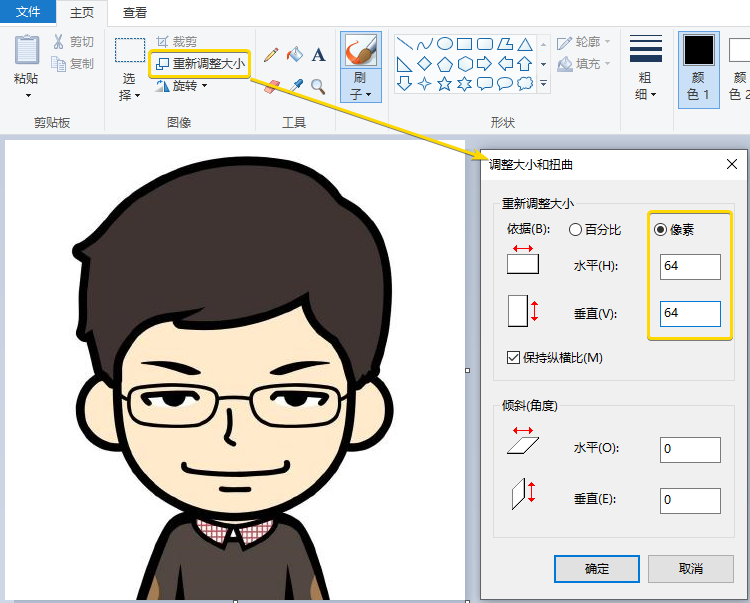 文件 主页 查看
粘贴
剪切
复制
剪贴板
选择
裁剪
重新调整大小
旋转
图像
A
工具
刷子
形状
轮廓
填充
粗细
颜色 1
颜色 2
调整大小和扭曲
重新调整大小
依据(B): 百分比 像素
水平(H): 64
垂直(V): 64
保持纵横比(M)
倾斜(角度)
水平(O): 0
垂直(E): 0
确定 取消